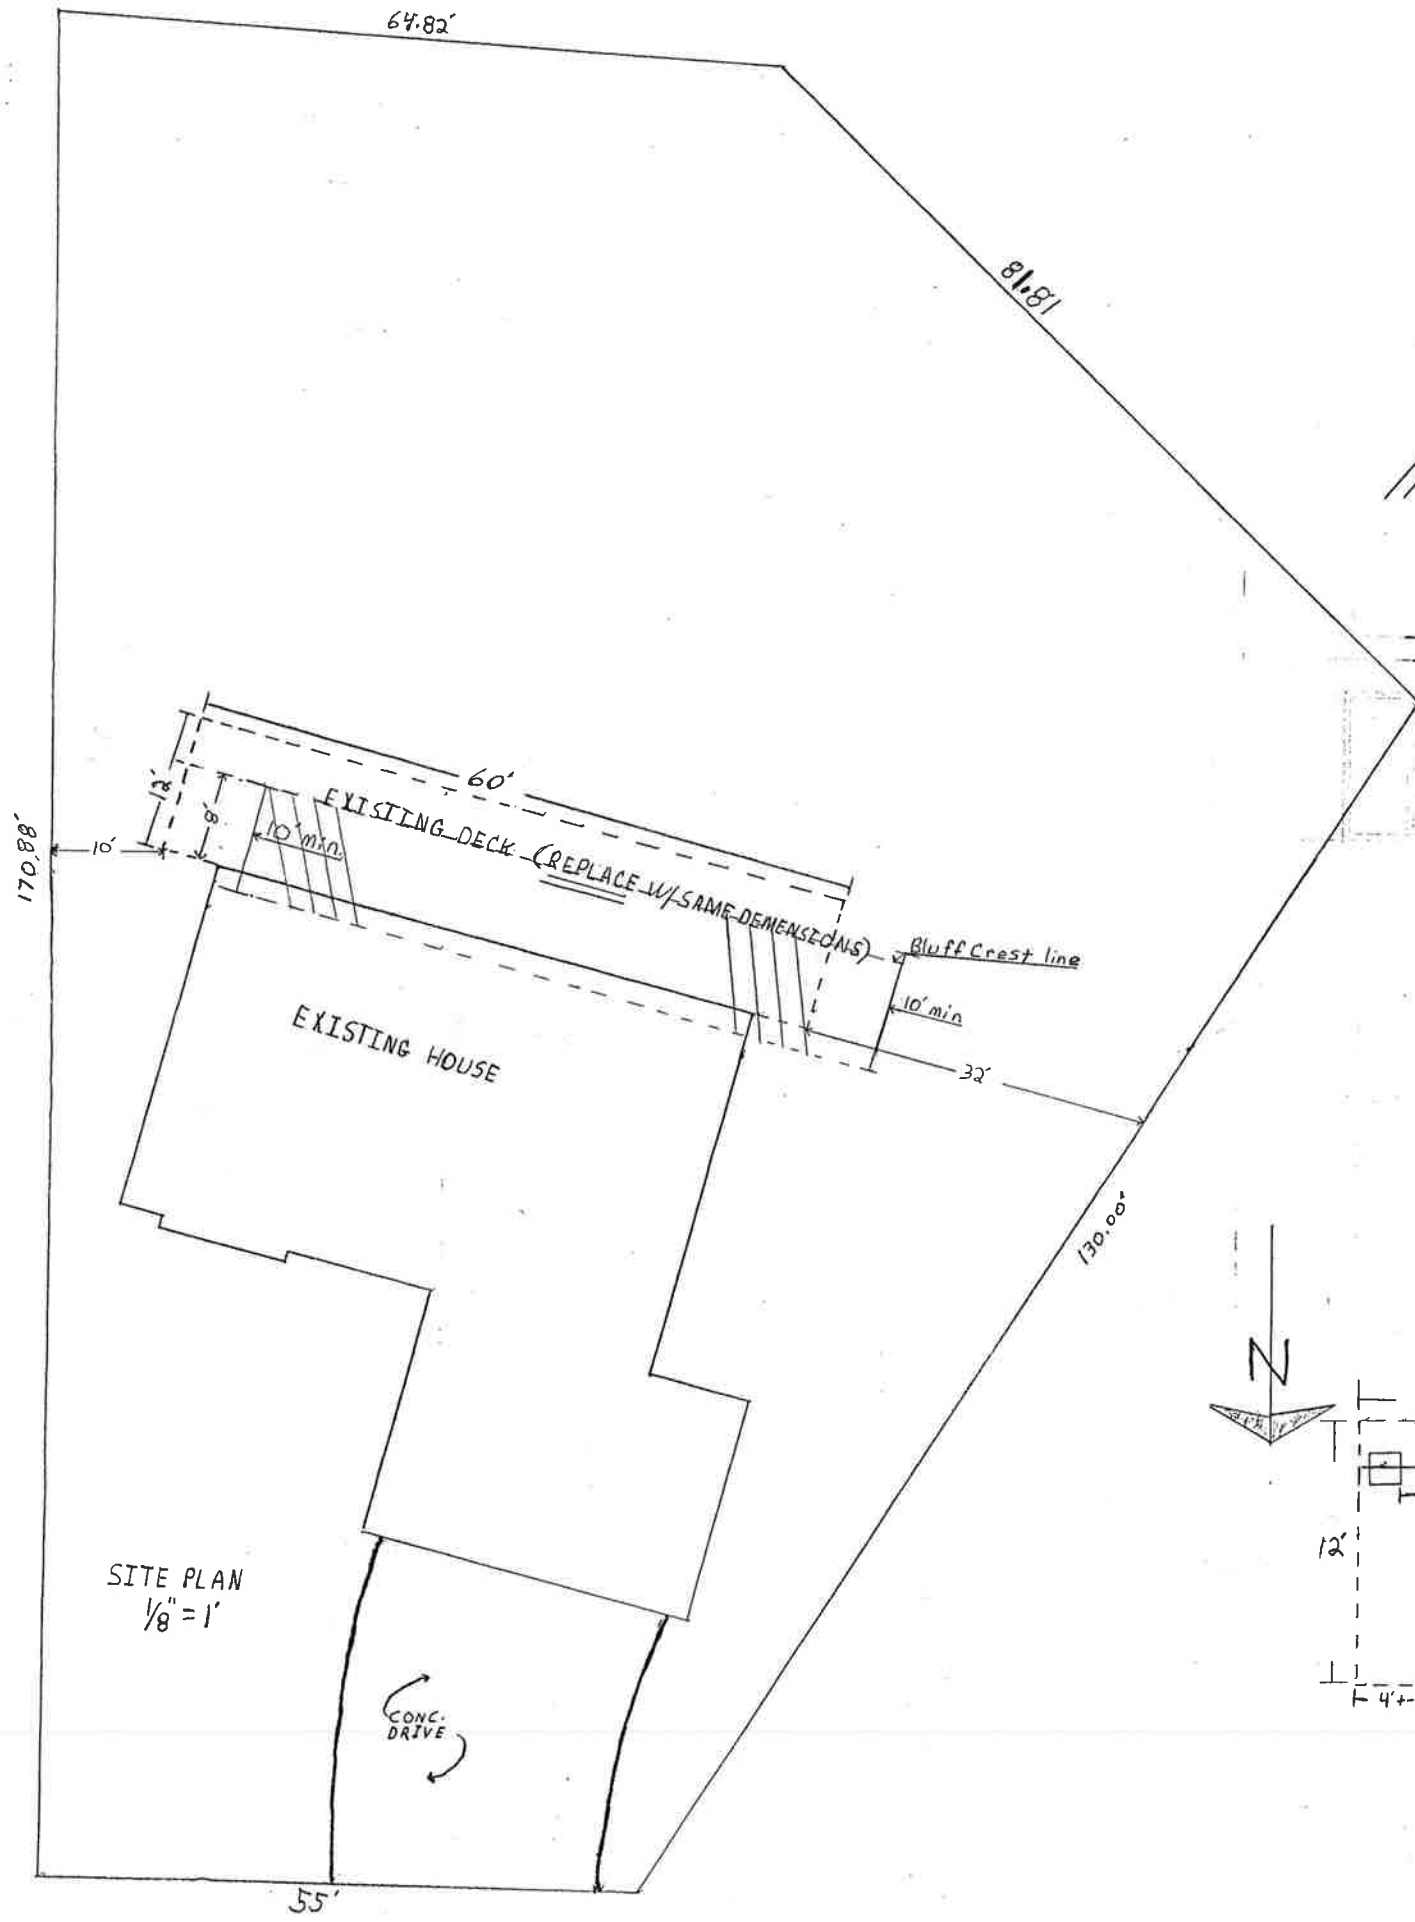 64.82'
81.81
170.88'
60'
12'
8'
10'
10' min.
EXISTING DECK (REPLACE W/ SAME DEMENSIONS)
Bluff Crest line
10' min
32'
EXISTING HOUSE
130.00'
N
12'
4'+-
SITE PLAN
1/8" = 1'
CONC.
DRIVE
55'